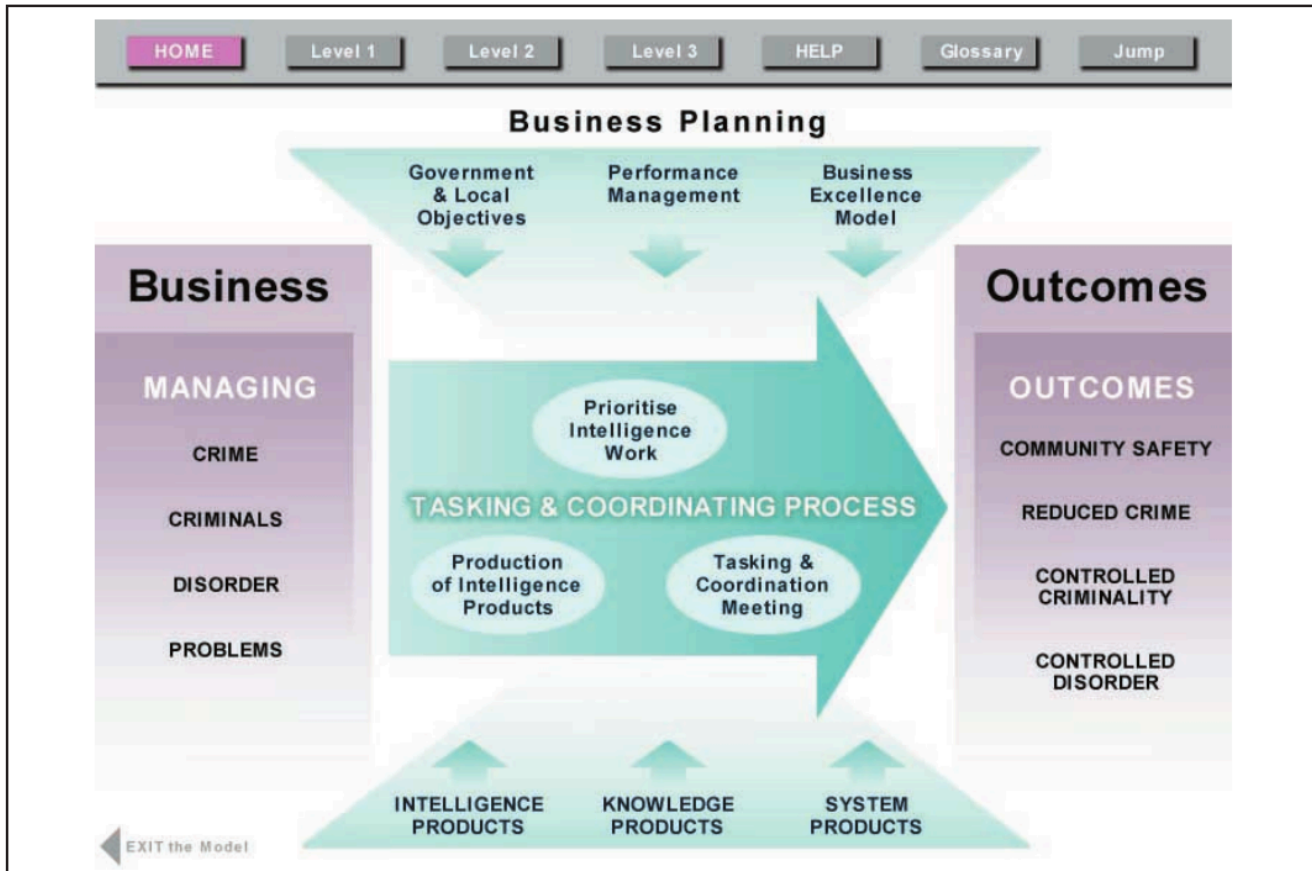 HOME
Level 1
Level 2
Level 3
HELP
Glossary
Jump
Business Planning
Government
& Local
Objectives
Performance
Management
Business
Excellence
Model
Business
MANAGING
CRIME
CRIMINALS
DISORDER
PROBLEMS
Prioritise
Intelligence
Work
TASKING & COORDINATING PROCESS
Production
of Intelligence
Products
Tasking &
Coordination
Meeting
Outcomes
OUTCOMES
COMMUNITY SAFETY
REDUCED CRIME
CONTROLLED
CRIMINALITY
CONTROLLED
DISORDER
INTELLIGENCE
PRODUCTS
KNOWLEDGE
PRODUCTS
SYSTEM
PRODUCTS
EXIT the Model